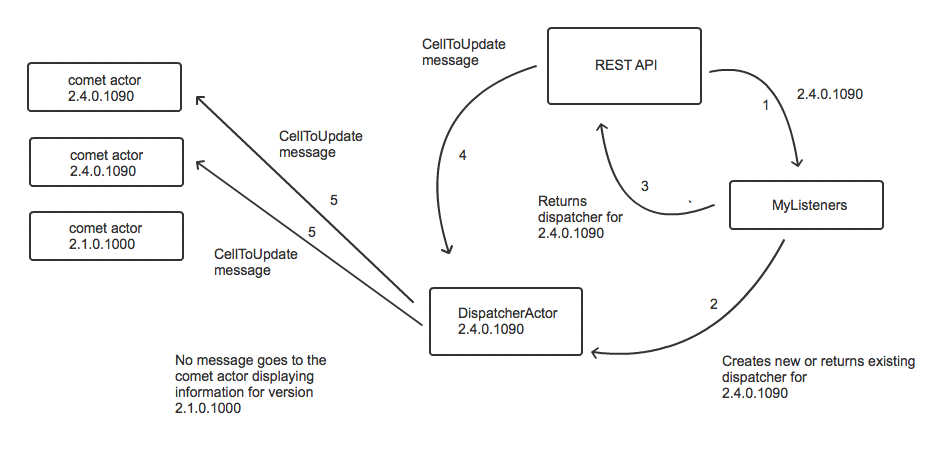 CellToUpdate
message
REST API
comet actor
2.4.0.1090
1
2.4.0.1090
CellToUpdate
message
4
comet actor
2.4.0.1090
3
5
Returns
dispatcher for
2.4.0.1090
MyListeners
comet actor
2.1.0.1000
5
CellToUpdate
message
2
DispatcherActor
2.4.0.1090
No message goes to the
comet actor displaying
information for version
2.1.0.1000
Creates new or returns existing
dispatcher for
2.4.0.1090